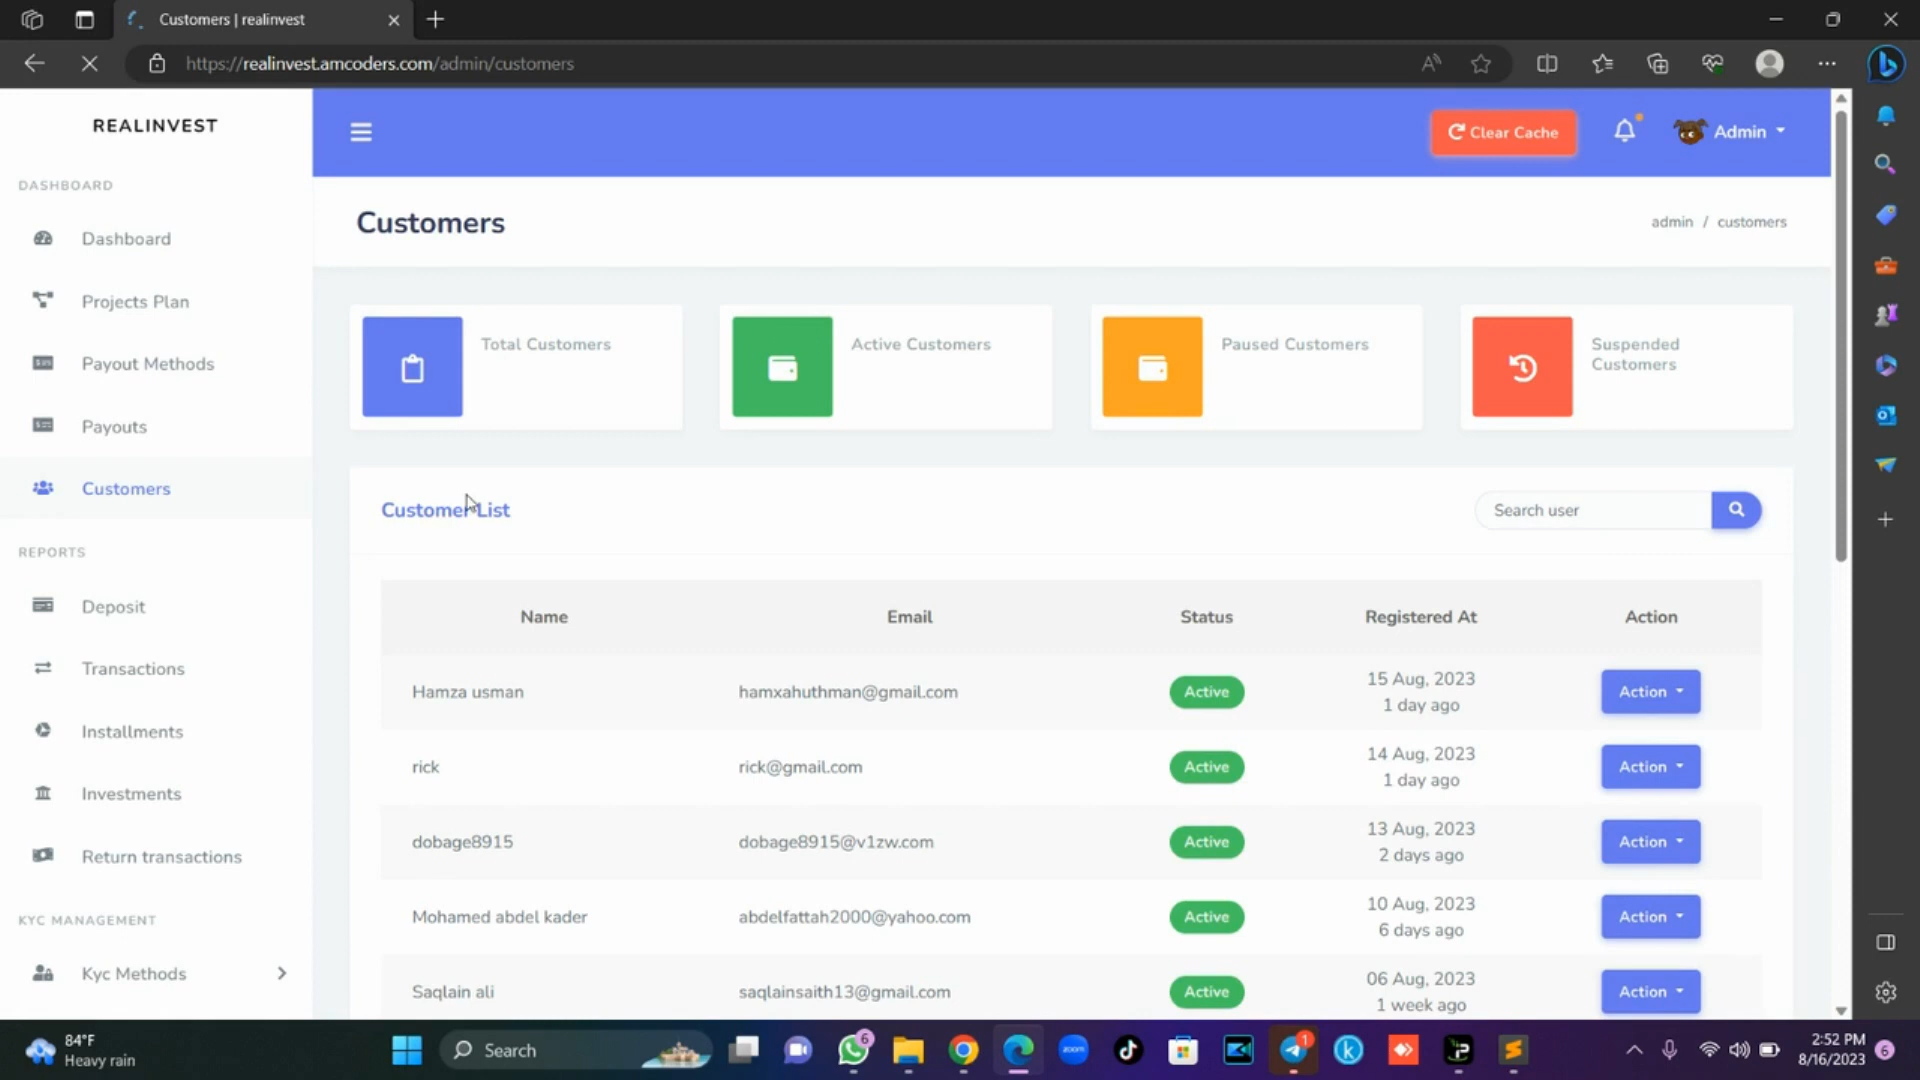 Customers | realinvest
https://realinvest.amcoders.com/admin/customers
REALINVEST
Clear Cache
Admin
DASHBOARD
Dashboard
Projects Plan
Payout Methods
Payouts
Customers
REPORTS
Deposit
Transactions
Installments
Investments
Return transactions
KYC MANAGEMENT
Kyc Methods
Customers
admin / customers
Total Customers
Active Customers
Paused Customers
Suspended
Customers
Customer List
Search user
Name Email Status Registered At Action
Hamza usman hamxahuthman@gmail.com Active 15 Aug, 2023 Action
1 day ago
rick rick@gmail.com Active 14 Aug, 2023 Action
1 day ago
dobage8915 dobage8915@v1zw.com Active 13 Aug, 2023 Action
2 days ago
Mohamed abdel kader abdelfattah2000@yahoo.com Active 10 Aug, 2023 Action
6 days ago
Saqlain ali saqlainsaith13@gmail.com Active 06 Aug, 2023 Action
1 week ago
84°F
Heavy rain
Search
6
zoom
1
2:52 PM
8/16/2023
6